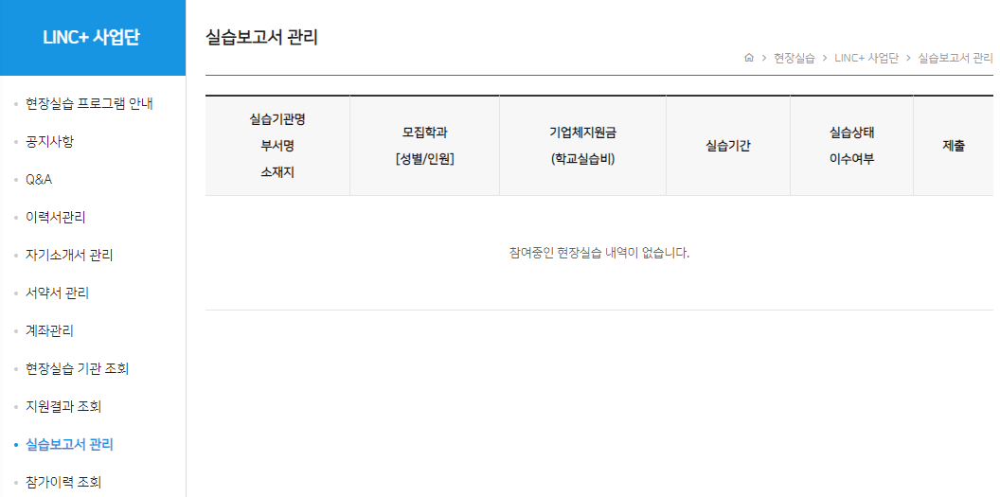 LINC+ 사업단
현장실습 프로그램 안내
공지사항
Q&A
이력서관리
자기소개서 관리
서약서 관리
계좌관리
현장실습 기관 조회
지원결과 조회
실습보고서 관리
참가이력 조회
실습보고서 관리
현장실습 > LINC+ 사업단 > 실습보고서 관리
실습기관명
부서명
소재지
모집학과
[성별/인원]
기업체지원금
(학교실습비)
실습기간
실습상태
이수여부
제출
참여중인 현장실습 내역이 없습니다.